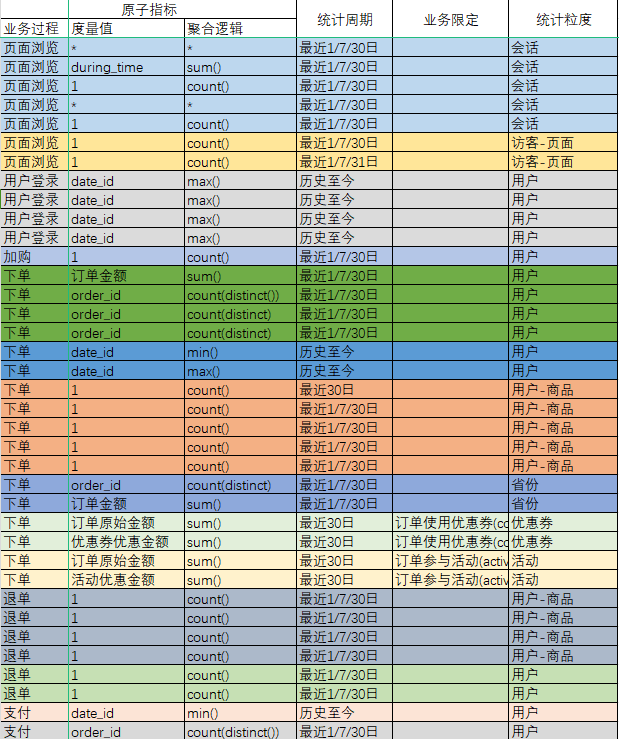 原子指标 统计周期 业务限定 统计粒度
业务过程 度量值 聚合逻辑
页面浏览 * * 最近1/7/30日 会话
页面浏览 during_time sum() 最近1/7/30日 会话
页面浏览 1 count() 最近1/7/30日 会话
页面浏览 * * 最近1/7/30日 会话
页面浏览 1 count() 最近1/7/30日 会话
页面浏览 1 count() 最近1/7/30日 访客-页面
页面浏览 1 count() 最近1/7/31日 访客-页面
用户登录 date_id max() 历史至今 用户
用户登录 date_id max() 历史至今 用户
用户登录 date_id max() 历史至今 用户
用户登录 date_id max() 历史至今 用户
加购 1 count() 最近1/7/30日 用户
下单 订单金额 sum() 最近1/7/30日 用户
下单 order_id count(distinct()) 最近1/7/30日 用户
下单 order_id count(distinct) 最近1/7/30日 用户
下单 order_id count(distinct) 最近1/7/30日 用户
下单 date_id min() 历史至今 用户
下单 date_id max() 历史至今 用户
下单 1 count() 最近30日 用户-商品
下单 1 count() 最近1/7/30日 用户-商品
下单 1 count() 最近1/7/30日 用户-商品
下单 1 count() 最近1/7/30日 用户-商品
下单 1 count() 最近1/7/30日 用户-商品
下单 order_id count(distinct) 最近1/7/30日 省份
下单 订单金额 sum() 最近1/7/30日 省份
下单 订单原始金额 sum() 最近30日 订单使用优惠券(co 优惠券
下单 优惠券优惠金额 sum() 最近30日 订单使用优惠券(co 优惠券
下单 订单原始金额 sum() 最近30日 订单参与活动(activ 活动
下单 活动优惠金额 sum() 最近30日 订单参与活动(activ 活动
退单 1 count() 最近1/7/30日 用户-商品
退单 1 count() 最近1/7/30日 用户-商品
退单 1 count() 最近1/7/30日 用户-商品
退单 1 count() 最近1/7/30日 用户-商品
退单 1 count() 最近1/7/30日 用户
退单 1 count() 最近1/7/30日 用户
支付 date_id min() 历史至今 用户
支付 order_id count(distinct()) 最近1/7/30日 用户